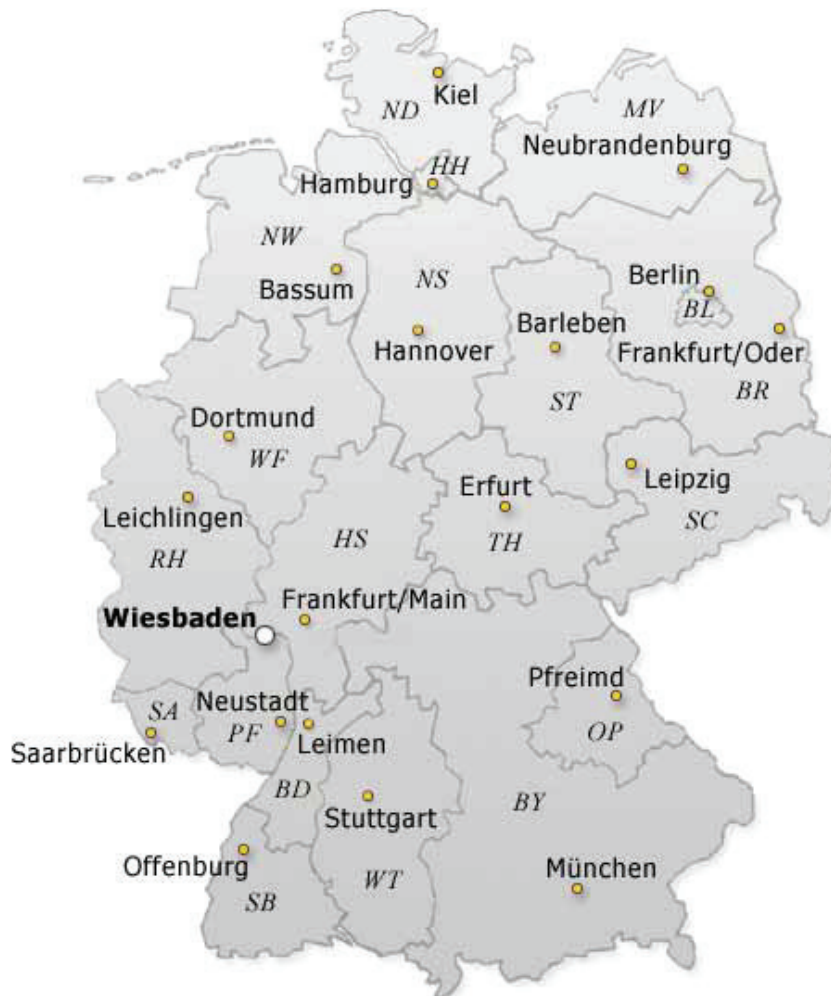 Kiel
ND
MV
Neubrandenburg
HH
Hamburg
NW
Bassum
NS
Hannover
Berlin
BL
Barleben
Frankfurt/Oder
BR
ST
Dortmund
WF
Leipzig
SC
Erfurt
TH
Leichlingen
RH
HS
Frankfurt/Main
Wiesbaden
Pfreimd
OP
SA
Neustadt
PF
Saarbrücken
Leimen
BD
Stuttgart
BY
Offenburg
SB
WT
München